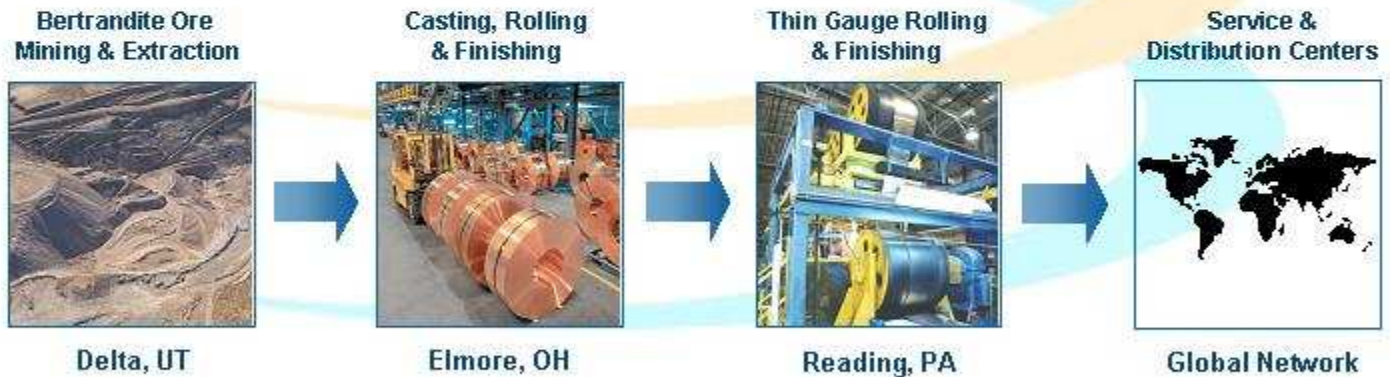 Bertrandite Ore
Mining & Extraction
Casting, Rolling
& Finishing
Thin Gauge Rolling
& Finishing
Service &
Distribution Centers
Delta, UT
Elmore, OH
Reading, PA
Global Network